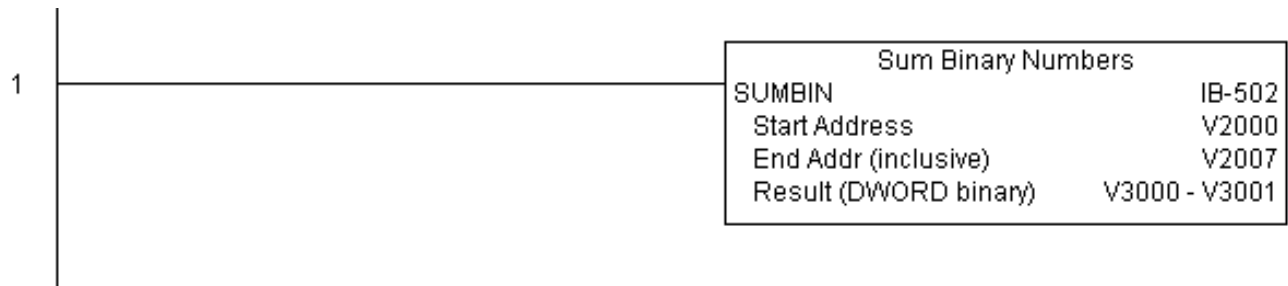 Sum Binary Numbers
1
SUMBIN IB-502
Start Address V2000
End Addr (inclusive) V2007
Result (DWORD binary) V3000 - V3001